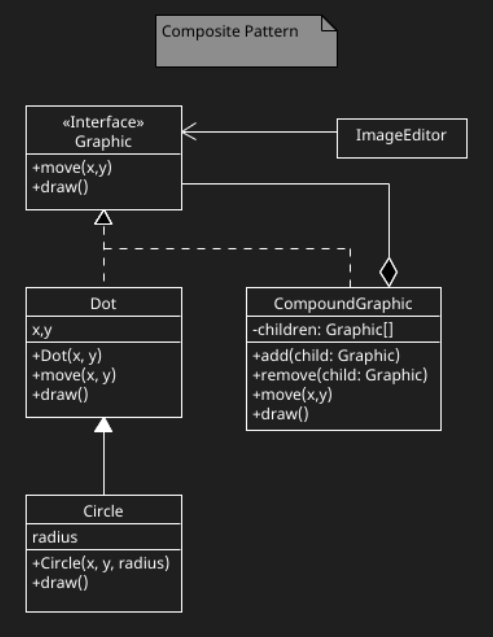 Composite Pattern
«Interface»
Graphic
+move(x,y)
+draw()
ImageEditor
Dot
x,y
+Dot(x, y)
+move(x, y)
+draw()
CompoundGraphic
-children: Graphic[]
+add(child: Graphic)
+remove(child: Graphic)
+move(x,y)
+draw()
Circle
radius
+Circle(x, y, radius)
+draw()